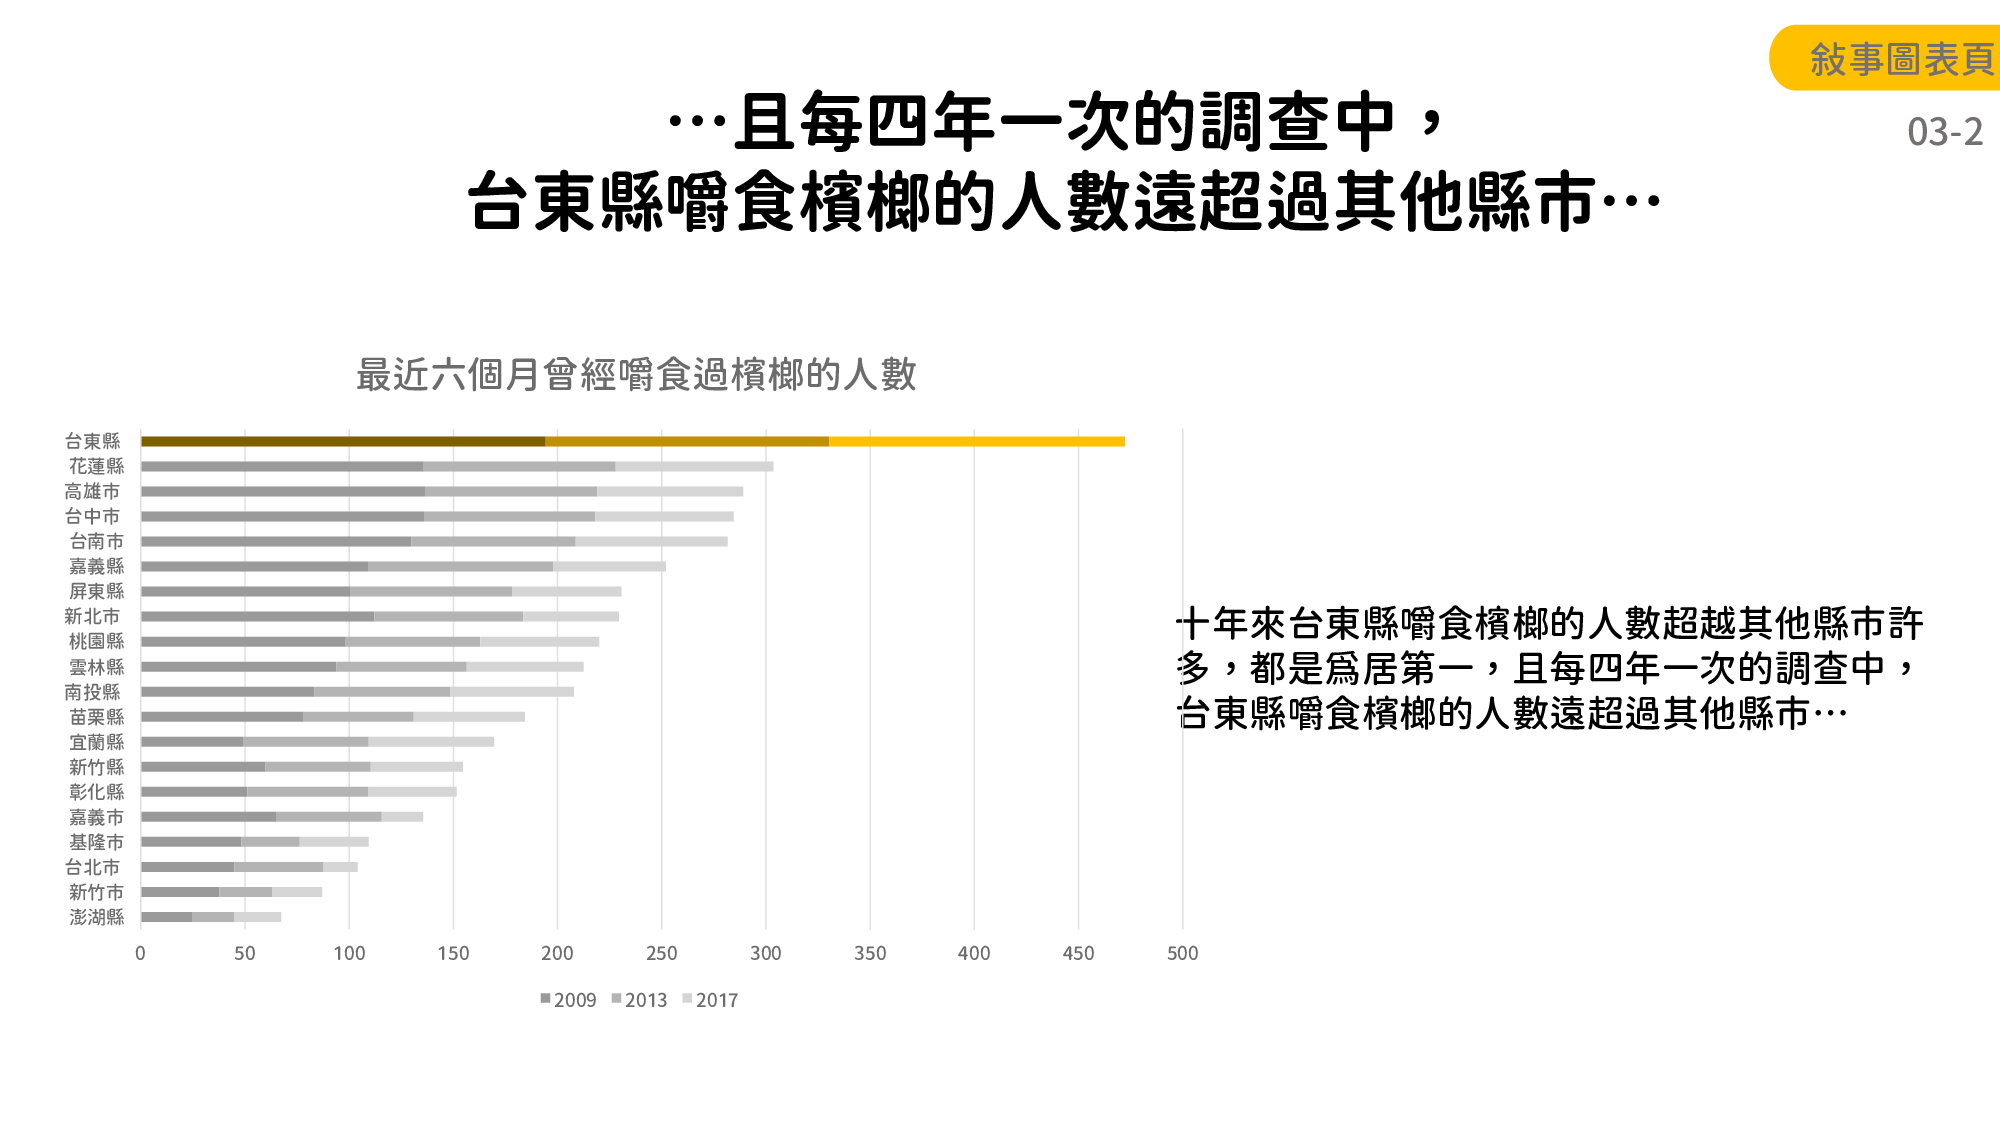 敍事圖表頁
03-2
…且每四年一次的調查中，
台東縣嚼食檳榔的人數遠超過其他縣市…
最近六個月曾經嚼食過檳榔的人數
台東縣
花蓮縣
高雄市
台中市
台南市
嘉義縣
屏東縣
新北市
桃園縣
雲林縣
南投縣
苗栗縣
宜蘭縣
新竹縣
彰化縣
嘉義市
基隆市
台北市
新竹市
澎湖縣
0 50 100 150 200 250 300 350 400 450 500
2009 2013 2017
十年來台東縣嚼食檳榔的人數超越其他縣市許
多，都是爲居第一，且每四年一次的調查中，
台東縣嚼食檳榔的人數遠超過其他縣市…